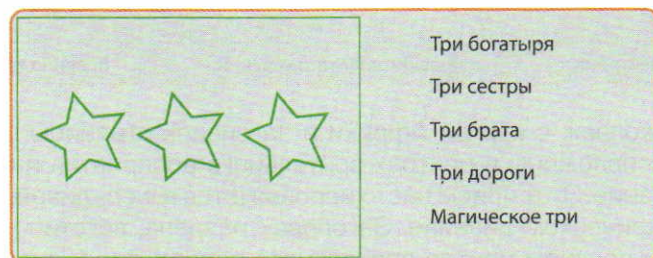 Три богатыря
Три сестры
Три брата
Три дороги
Магическое три